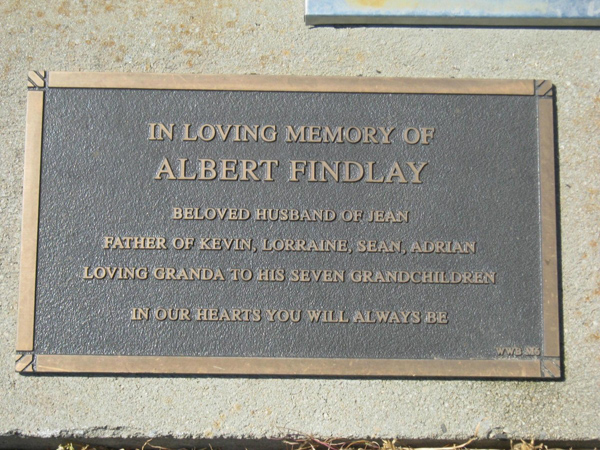 IN LOVING MEMORY OF
ALBERT FINDLAY
BELOVED HUSBAND OF JEAN
FATHER OF KEVIN, LORRAINE, SEAN, ADRIAN
LOVING GRANDA TO HIS SEVEN GRANDCHILDREN
IN OUR HEARTS YOU WILL ALWAYS BE